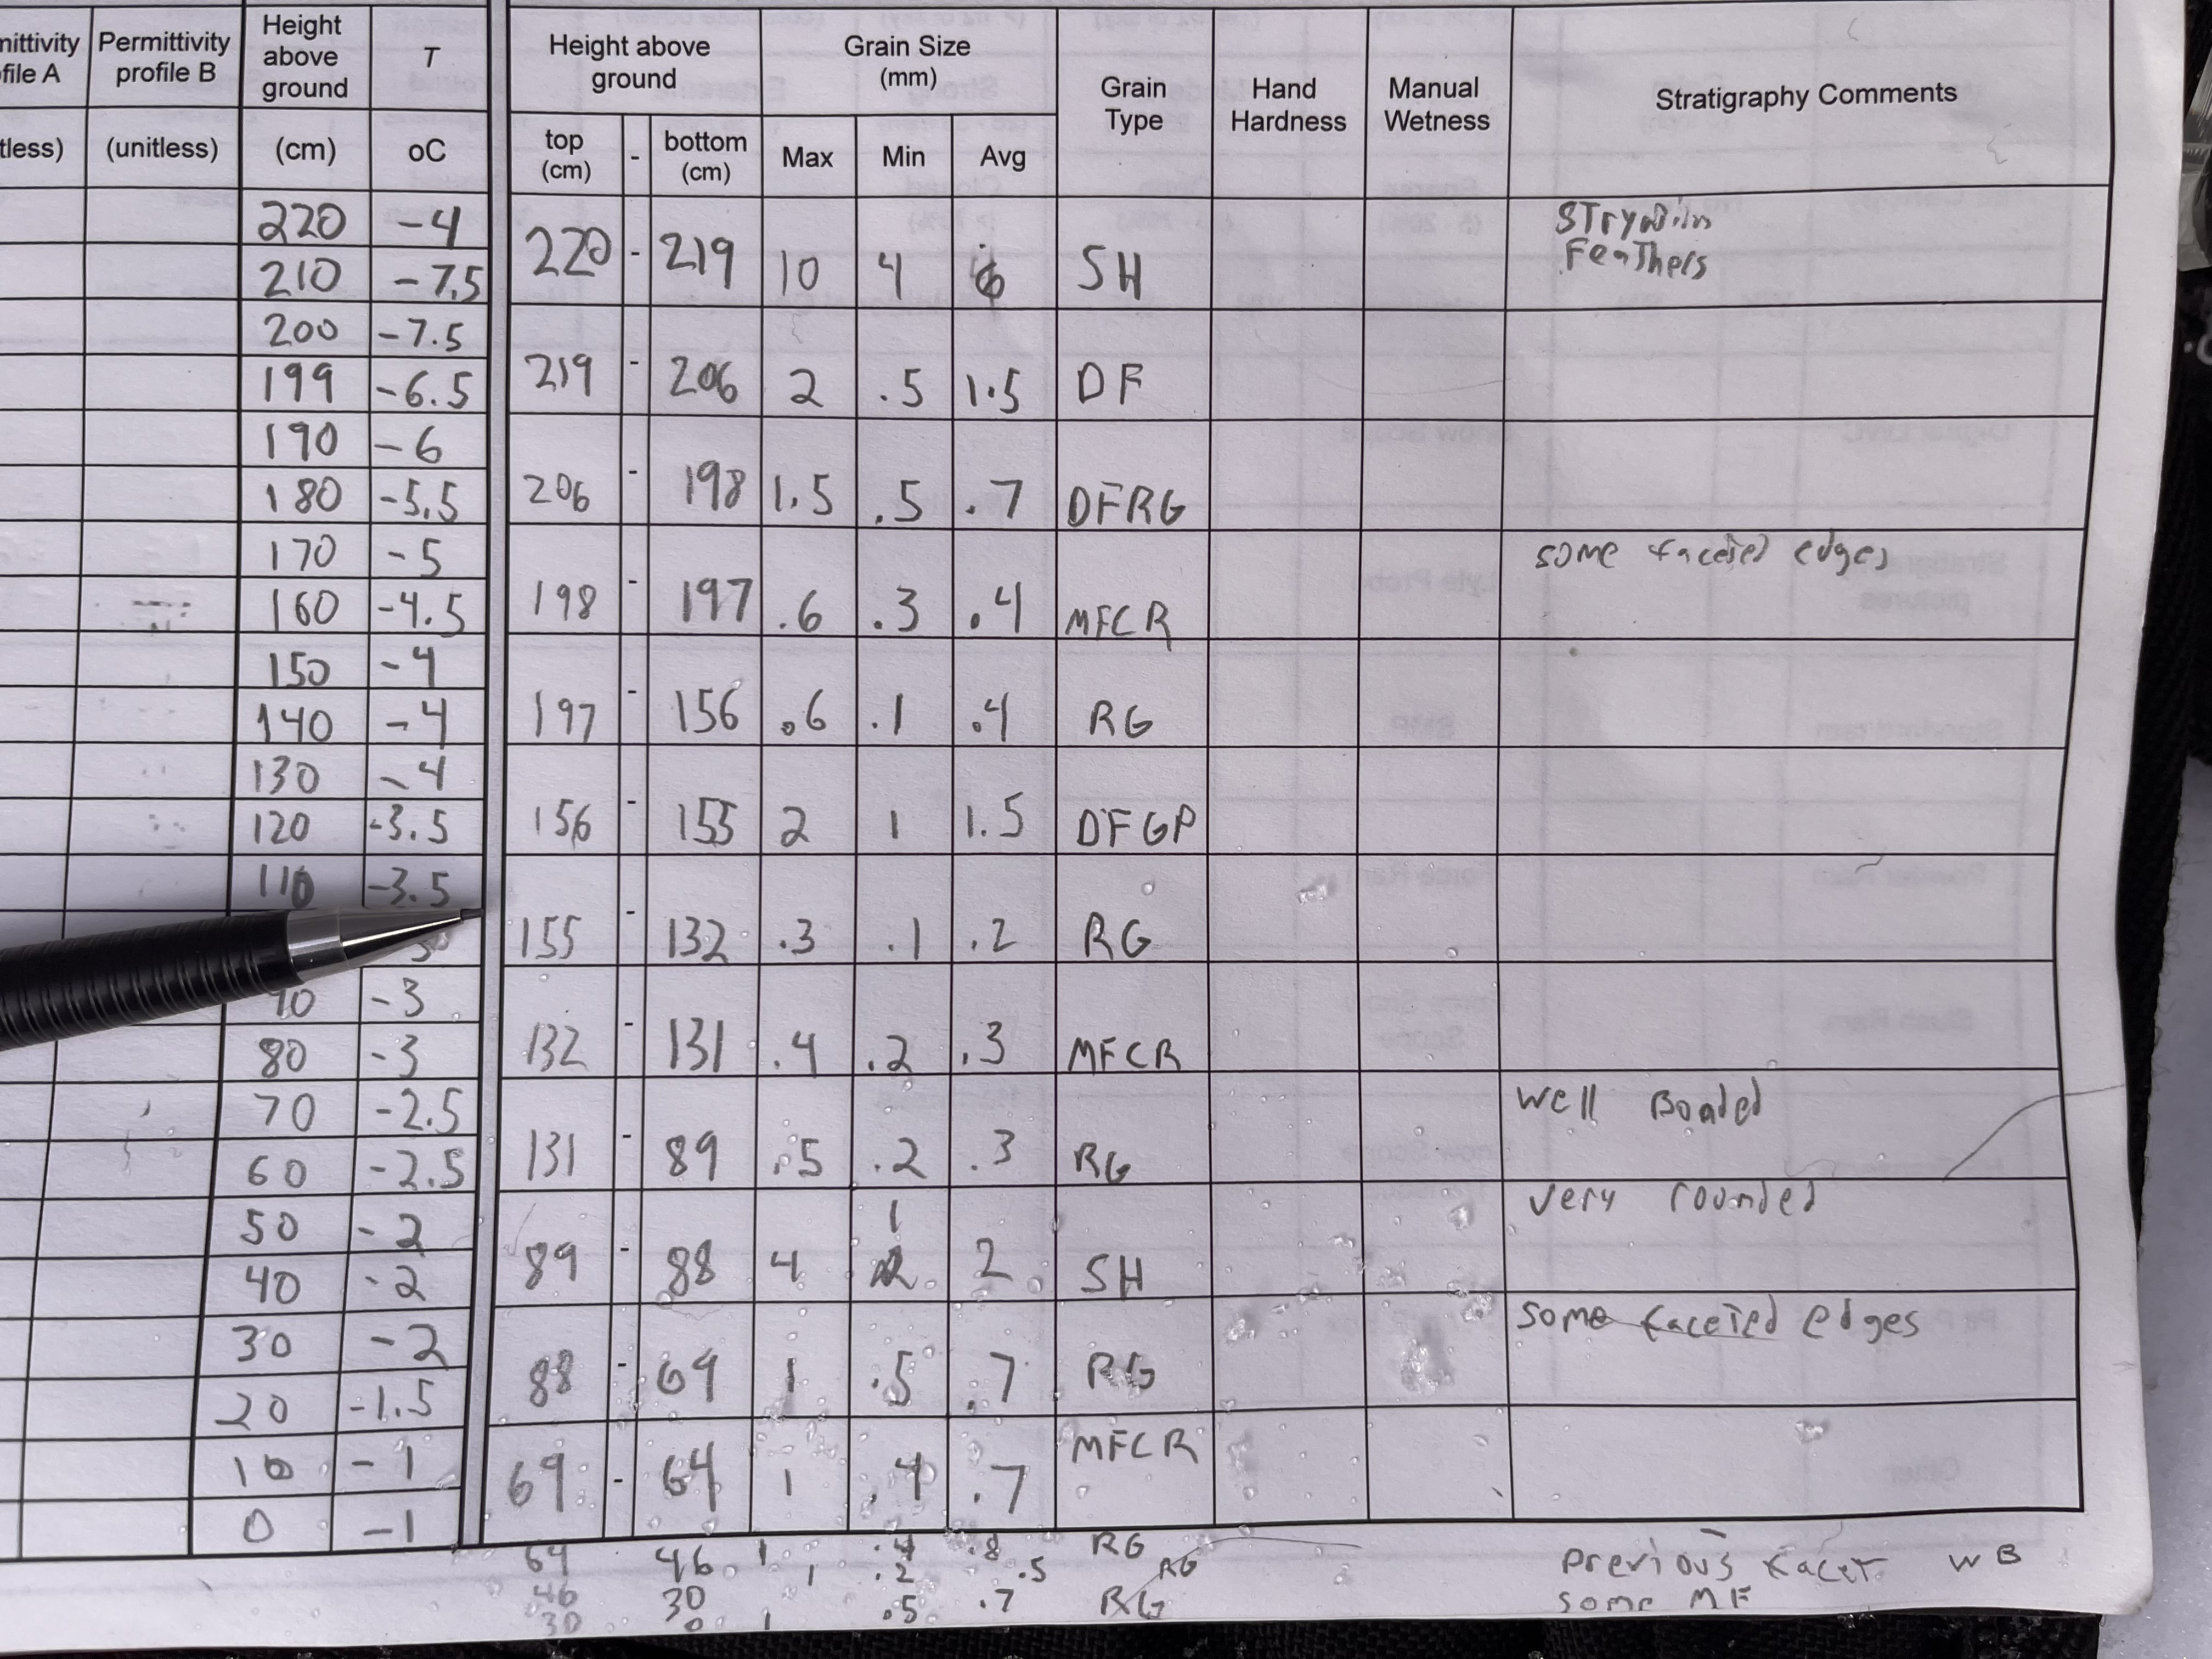 mittivity Permittivity Height above ground T Height above ground Grain Size (mm) Grain Type Hand Hardness Manual Wetness Stratigraphy Comments
file A profile B
tless) (unitless) (cm) oC top (cm) - bottom (cm) Max Min Avg
220 -4
210 -7.5
200 -7.5
199 -6.5
190 -6
180 -5.5
170 -5
160 -4.5
150 -4
140 -4
130 -4
120 -3.5
110 -3.5
90 -3
80 -3
70 -2.5
60 -2.5
50 -2
40 -2
30 -2
20 -1.5
10 -1
0 -1
220 - 219 10 4 6 SH
Feathers
219 - 206 2 .5 1.5 DF
206 - 198 1.5 .5 .7 DFRG
198 - 197 .6 .3 .4 MFCR some faceted edges
197 - 156 .6 .1 .4 RG
156 - 155 2 1 1.5 DFGP
155 - 132 .3 .1 .2 RG
132 - 131 .4 .2 .3 MFCR
131 - 89 .5 .2 .3 RG Well Bonded
89 - 88 4 1 2 SH Very rounded
88 - 69 1 .5 .7 RG Some faceted edges
69 - 64 1 .4 .7 MFCR
64 46 1 .4 .8 RG
46 30 1 .2 .5 RG previous facet WB
30 0 1 .5 .7 RG some MF